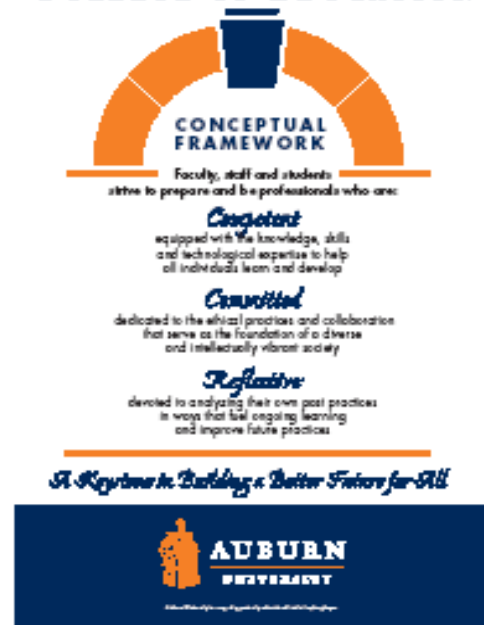 CONCEPTUAL
FRAMEWORK
Faculty, staff and students
strive to prepare and be professionals who are:
Competent
equipped with the knowledge, skills
and technological expertise to help
all individuals learn and develop
Committed
dedicated to the ethical practices and collaboration
that serve as the foundation of a diverse
and intellectually vibrant society
Reflective
devoted to analyzing their own past practices
in ways that fuel ongoing learning
and improve future practices
A Keystone in Building a Better Future for All
AUBURN
UNIVERSITY